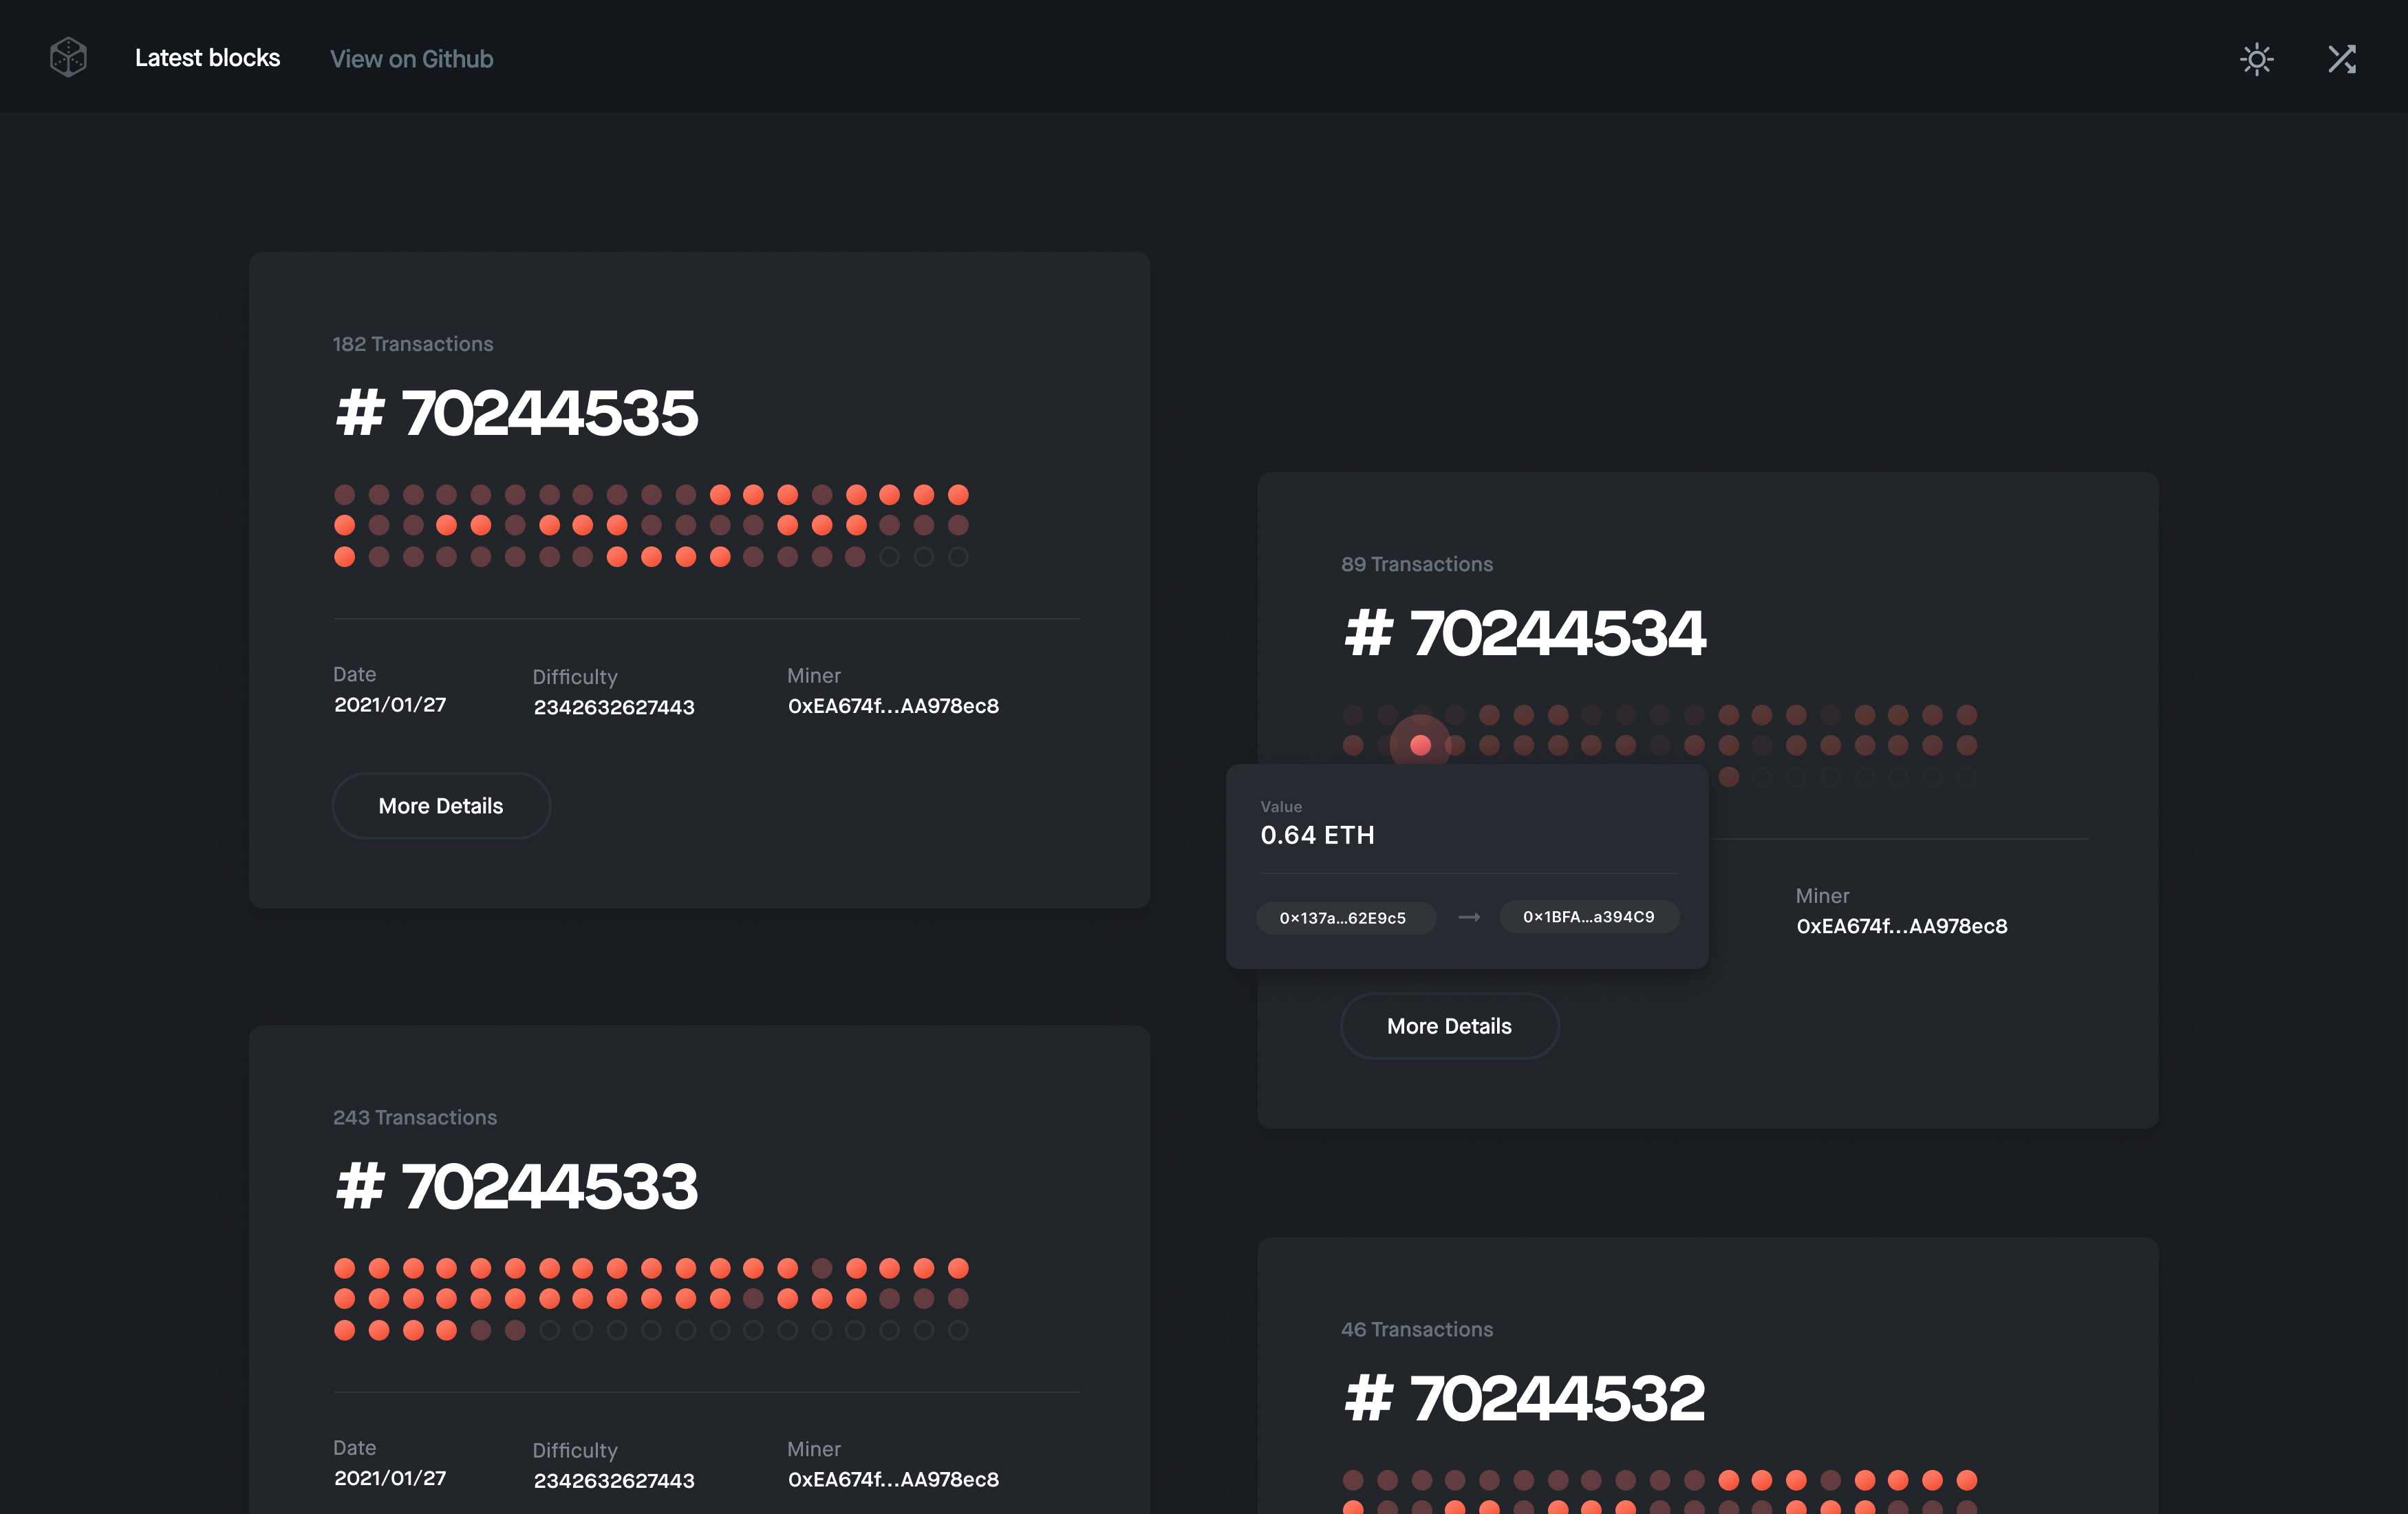 Latest blocks
View on Github
182 Transactions
# 70244535
Date
2021/01/27
Difficulty
2342632627443
Miner
0xEA674f...AA978ec8
More Details
89 Transactions
# 70244534
Value
0.64 ETH
0×137a...62E9c5
0×1BFA...a394C9
Miner
0xEA674f...AA978ec8
More Details
243 Transactions
# 70244533
Date
2021/01/27
Difficulty
2342632627443
Miner
0xEA674f...AA978ec8
46 Transactions
# 70244532